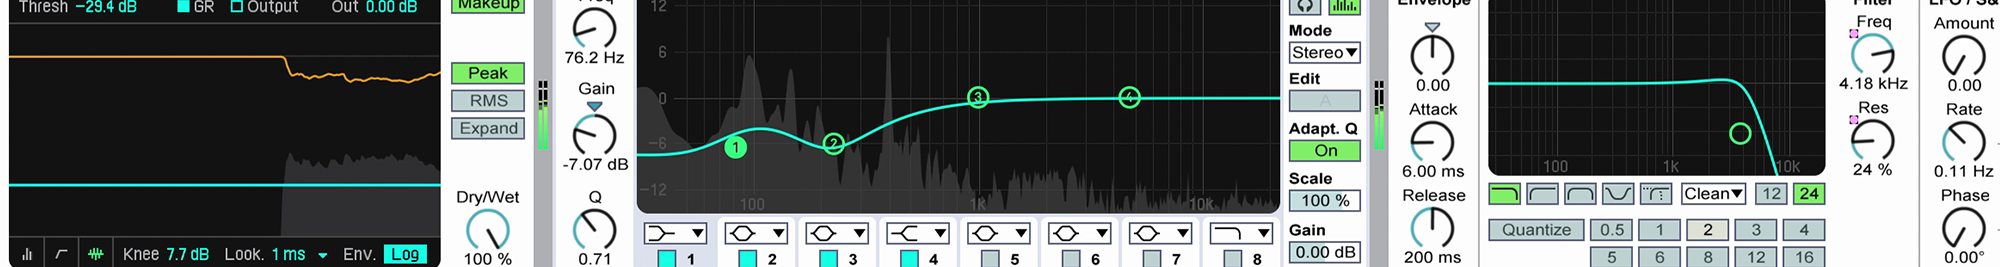 Thresh -29.4 dB GR Output Out 0.00 dB
Makeup
Peak
RMS
Expand
Dry/Wet
100 %
Knee 7.7 dB Look. 1 ms Env. Log
Freq
76.2 Hz
Gain
-7.07 dB
Q
0.71
12
6
0
-6
-12
100 1K 10K
1 2 3 4
1 2 3 4 5 6 7 8
Mode
Stereo
Edit
A
Adapt. Q
On
Scale
100 %
Gain
0.00 dB
Envelope
0.00
Attack
6.00 ms
Release
200 ms
100 1K 10K
Clean 12 24
Quantize 0.5 1 2 3 4
5 6 8 12 16
Filter
Freq
4.18 kHz
Res
24 %
LFO / S&H
Amount
0.00
Rate
0.11 Hz
Phase
0.00°